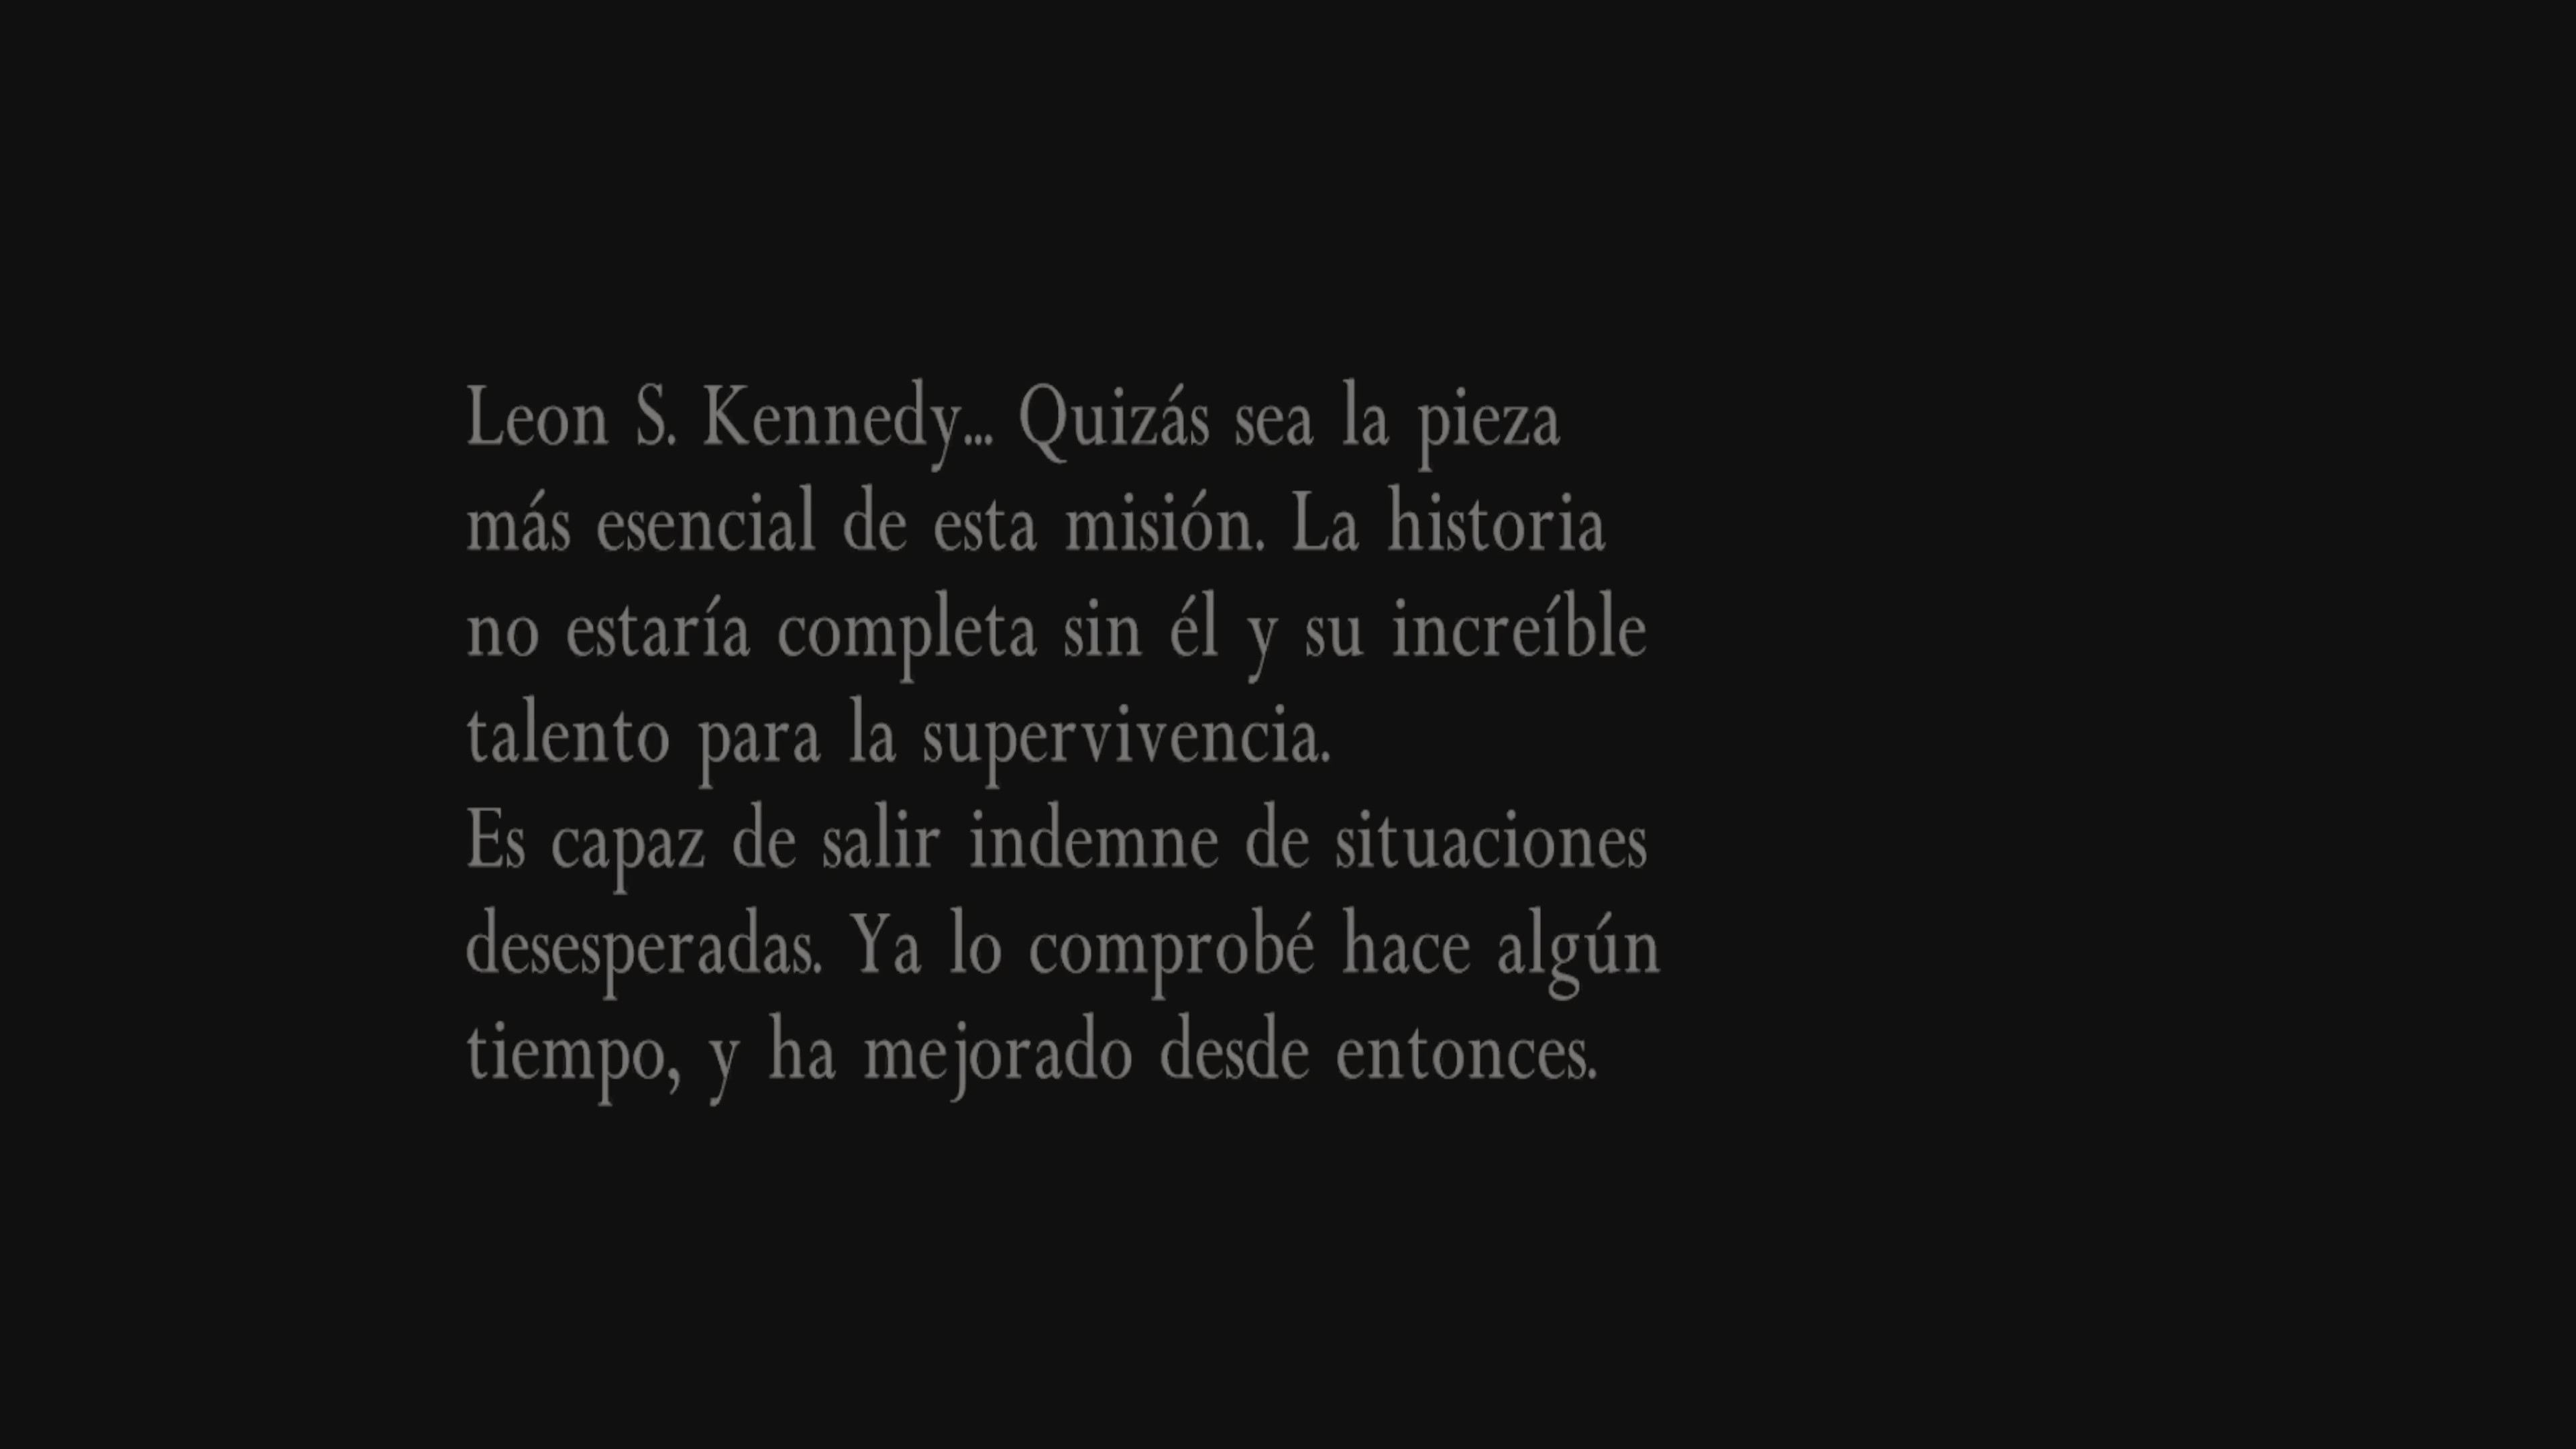 Leon S. Kennedy... Quizás sea la pieza
más esencial de esta misión. La historia
no estaría completa sin él y su increíble
talento para la supervivencia.
Es capaz de salir indemne de situaciones
desesperadas. Ya lo comprobé hace algún
tiempo, y ha mejorado desde entonces.